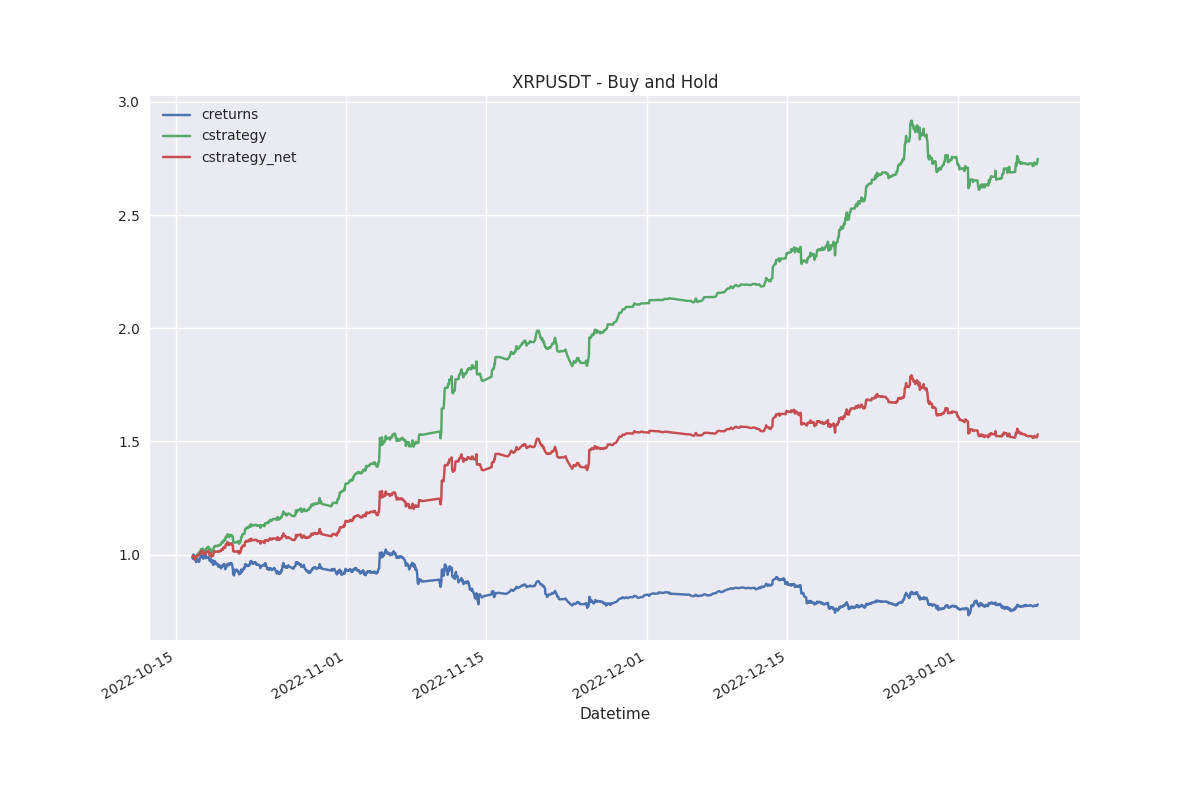 XRPUSDT - Buy and Hold
creturns
cstrategy
cstrategy_net
3.0
2.5
2.0
1.5
1.0
2022-10-15
2022-11-01
2022-11-15
2022-12-01
2022-12-15
2023-01-01
Datetime